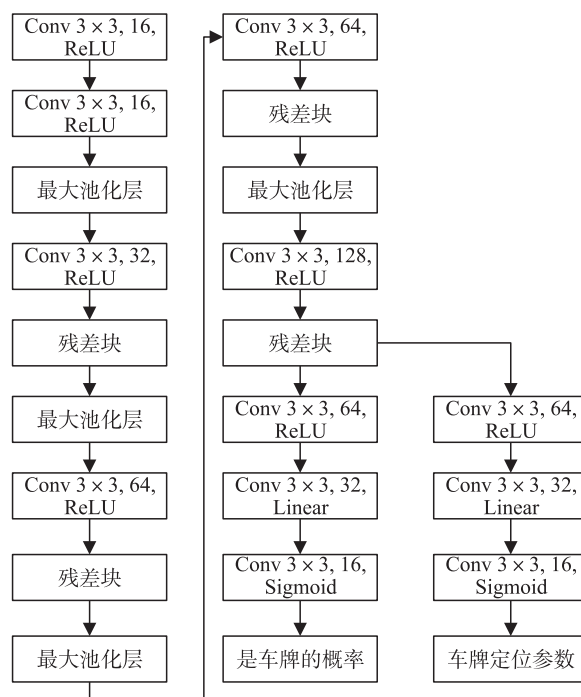 Conv 3 × 3, 16,
ReLU
Conv 3 × 3, 16,
ReLU
最大池化层
Conv 3 × 3, 32,
ReLU
残差块
最大池化层
Conv 3 × 3, 64,
ReLU
残差块
最大池化层
Conv 3 × 3, 64,
ReLU
残差块
最大池化层
Conv 3 × 3, 128,
ReLU
残差块
Conv 3 × 3, 64,
ReLU
Conv 3 × 3, 32,
Linear
Conv 3 × 3, 16,
Sigmoid
是车牌的概率
Conv 3 × 3, 64,
ReLU
Conv 3 × 3, 32,
Linear
Conv 3 × 3, 16,
Sigmoid
车牌定位参数